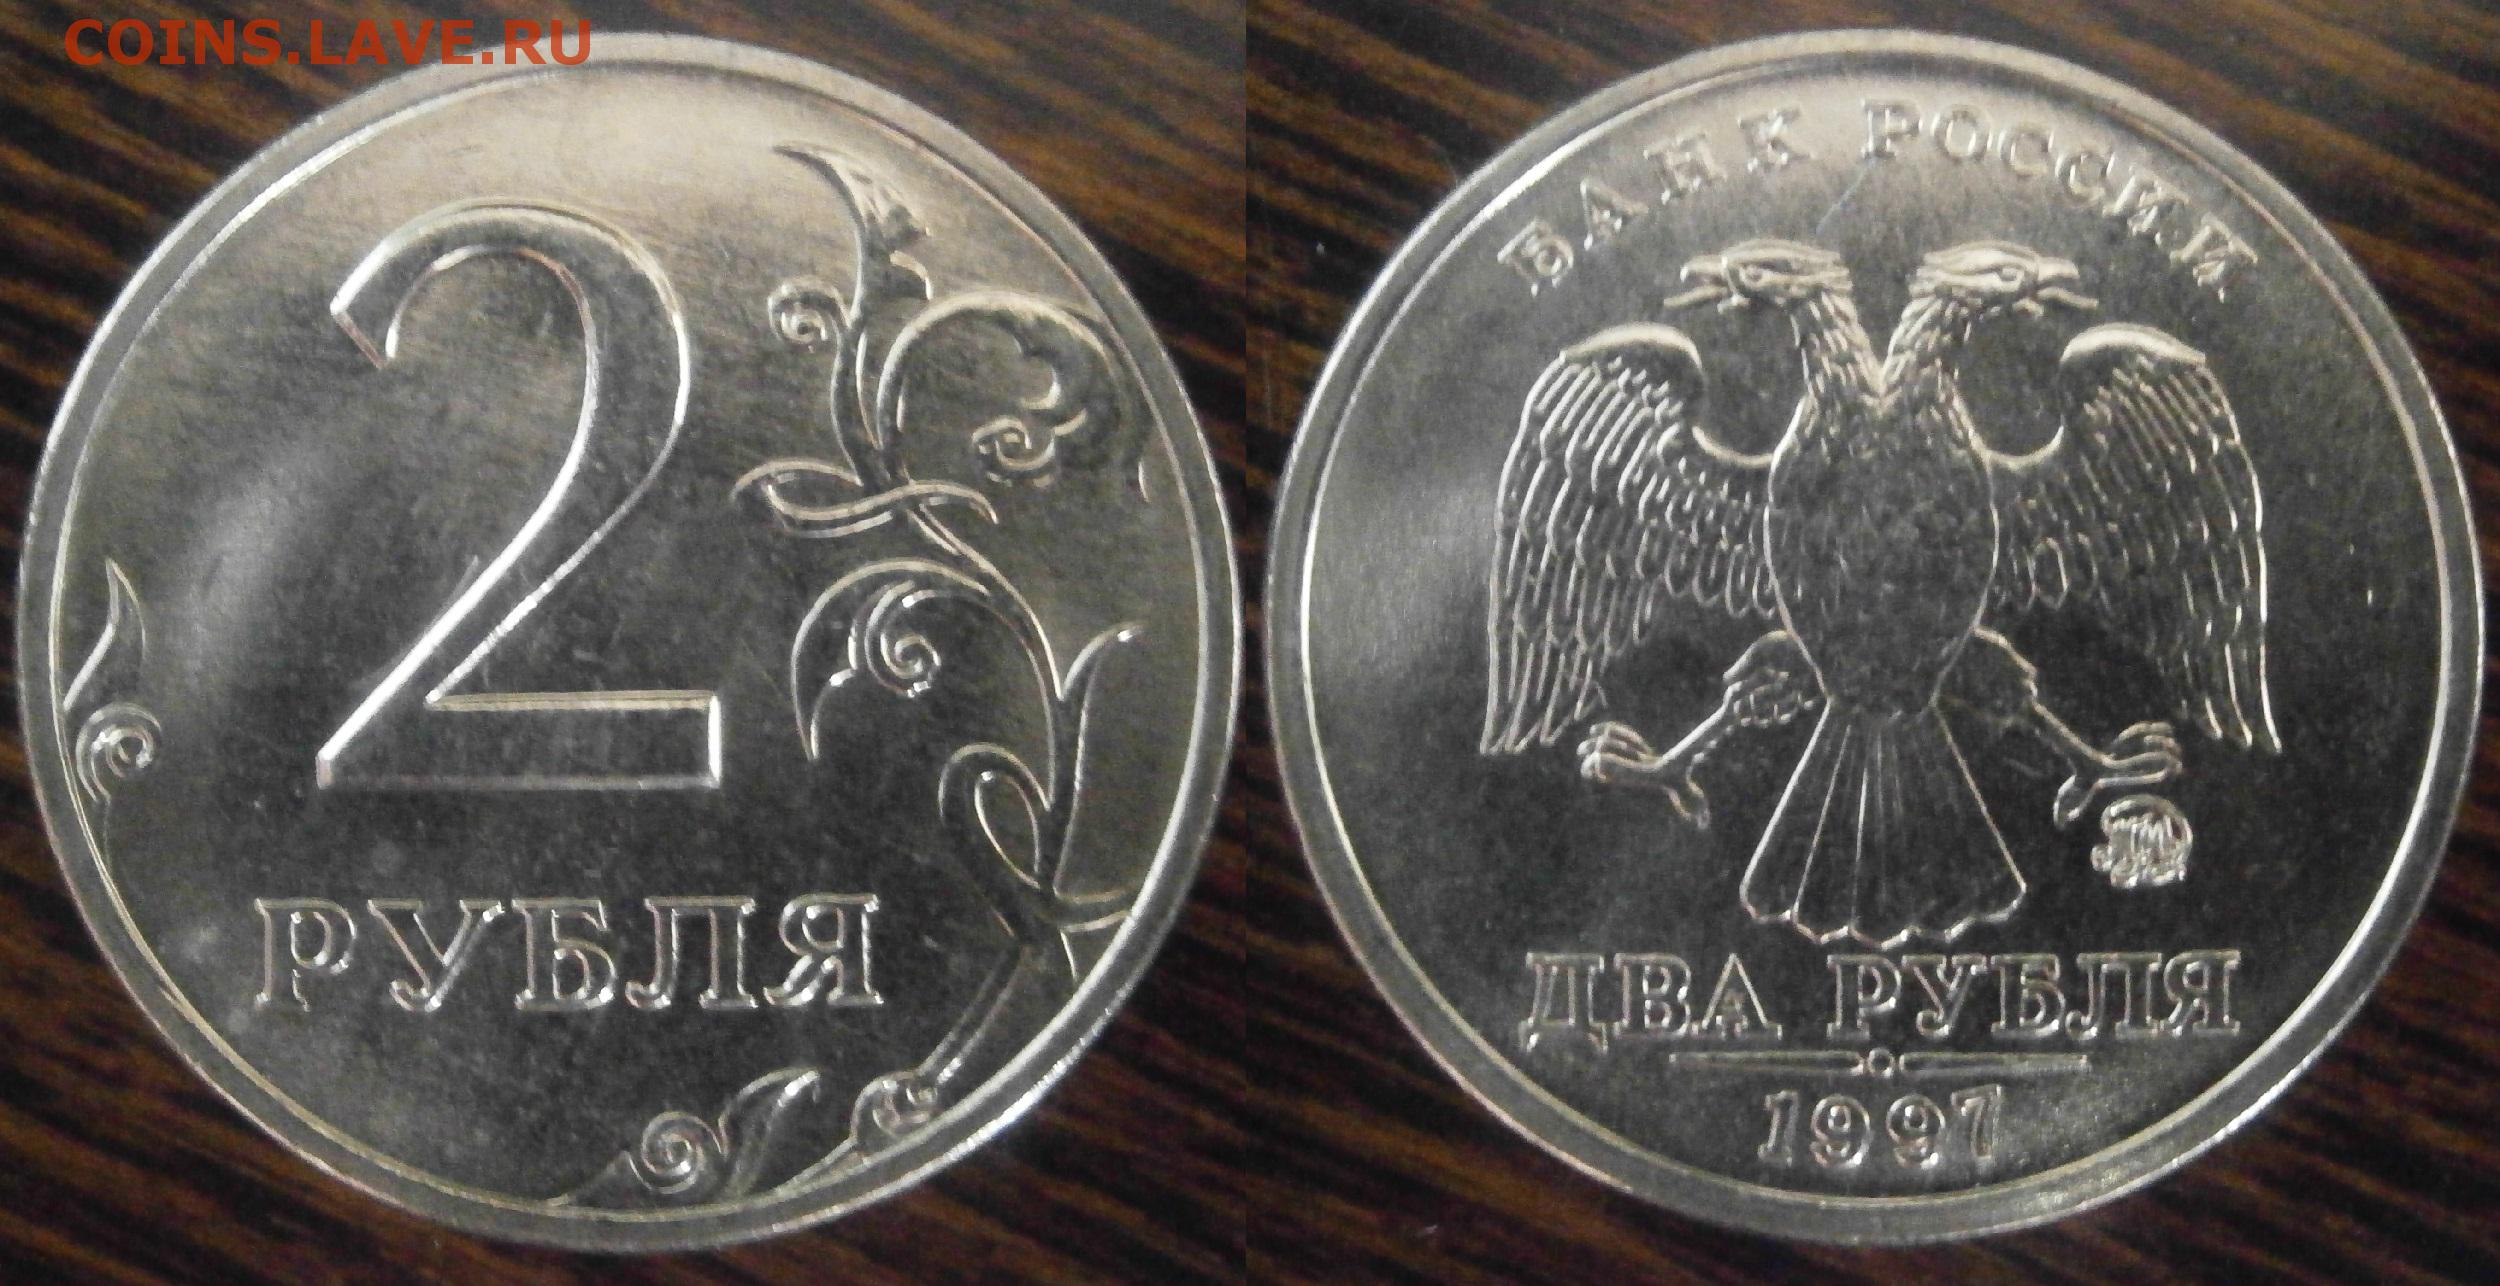 COINS.LAVE.RU
2
РУБЛЯ
БАНК РОССИИ
ДВА РУБЛЯ
1997